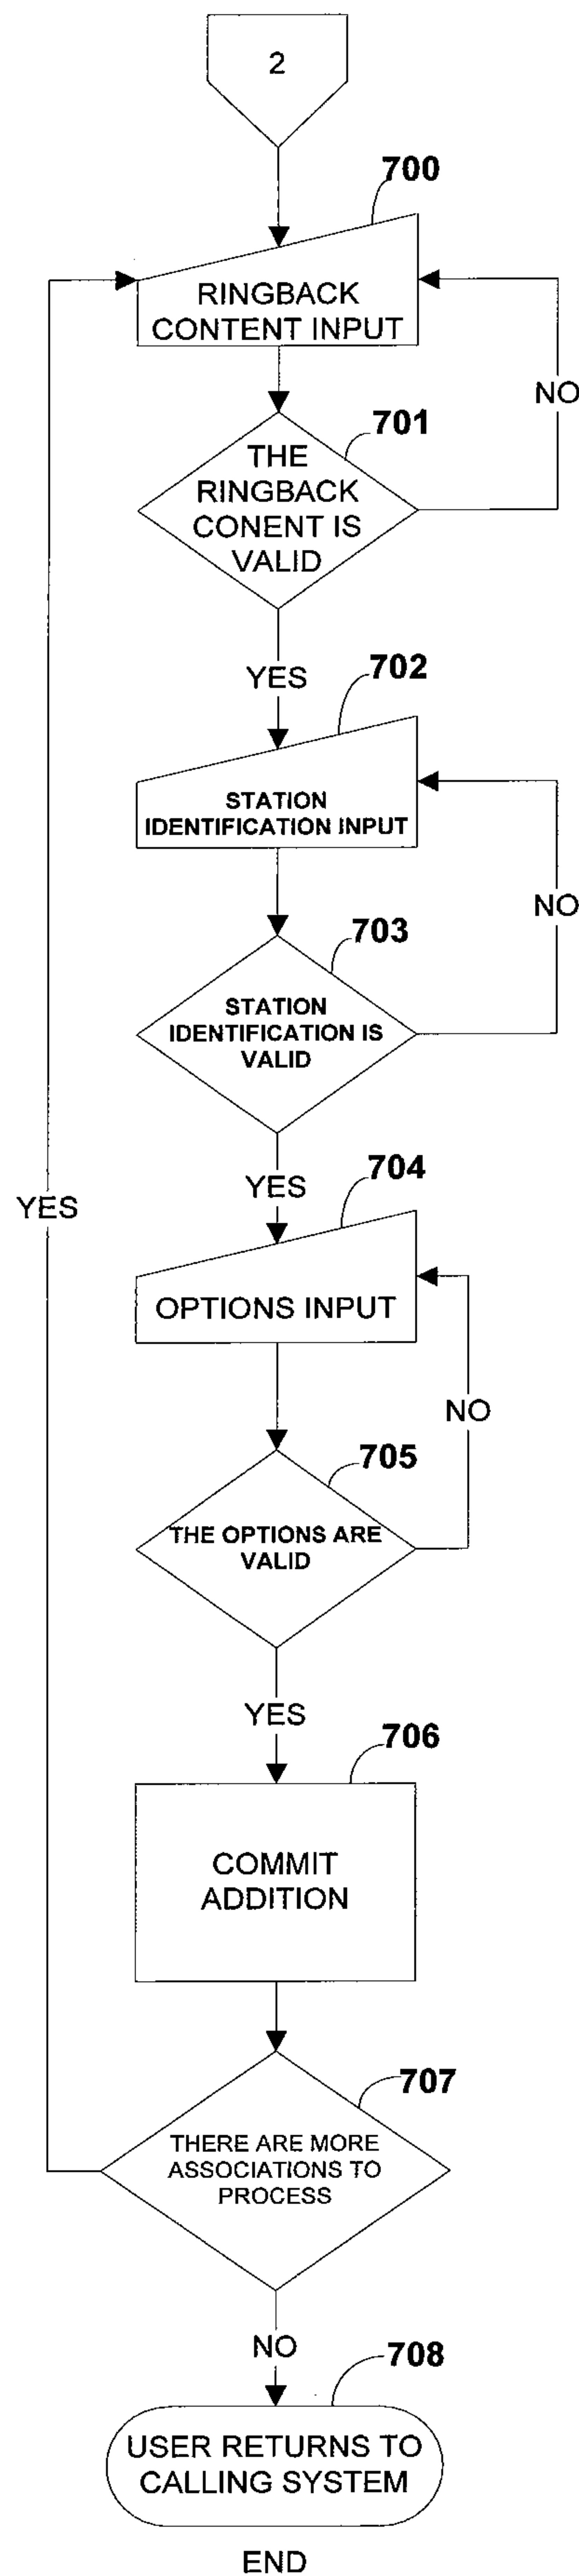 2
700
RINGBACK
CONTENT INPUT
NO
701
THE
RINGBACK
CONENT IS
VALID
YES
702
STATION
IDENTIFICATION INPUT
NO
703
STATION
IDENTIFICATION IS
VALID
YES
704
YES
OPTIONS INPUT
NO
705
THE OPTIONS ARE
VALID
YES
706
COMMIT
ADDITION
707
THERE ARE MORE
ASSOCIATIONS TO
PROCESS
NO
708
USER RETURNS TO
CALLING SYSTEM
END